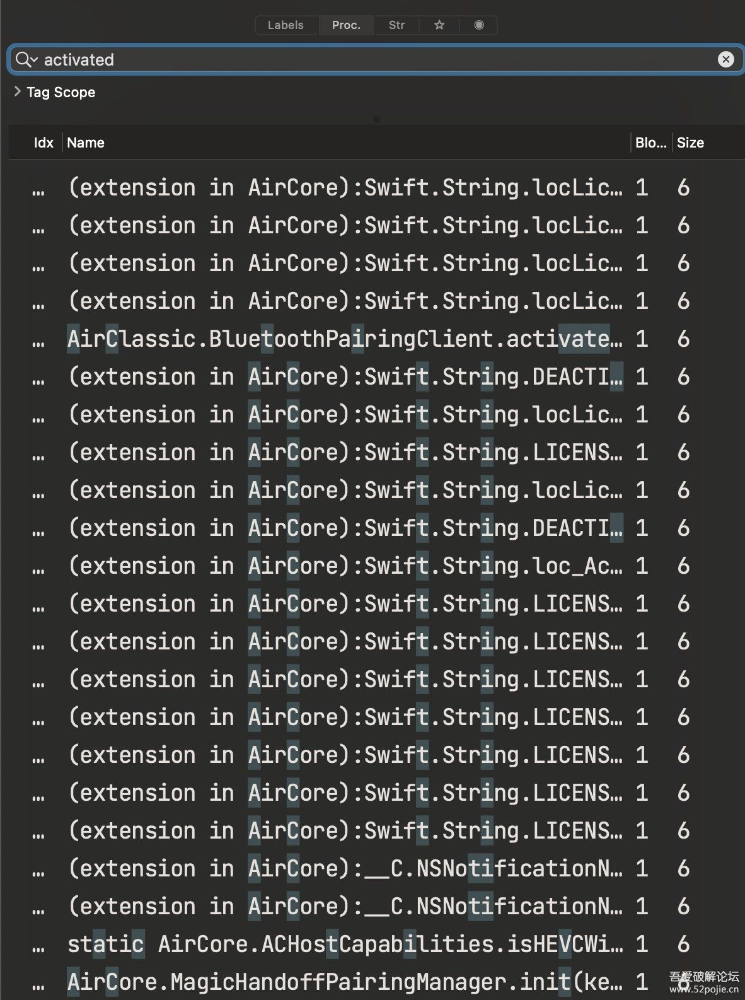 Labels Proc. Str
activated
Tag Scope
Idx Name Blo... Size
... (extension in AirCore):Swift.String.locLic... 1 6
... (extension in AirCore):Swift.String.locLic... 1 6
... (extension in AirCore):Swift.String.locLic... 1 6
... (extension in AirCore):Swift.String.locLic... 1 6
... AirClassic.BluetoothPairingClient.activate... 1 6
... (extension in AirCore):Swift.String.DEACTI... 1 6
... (extension in AirCore):Swift.String.locLic... 1 6
... (extension in AirCore):Swift.String.LICENS... 1 6
... (extension in AirCore):Swift.String.locLic... 1 6
... (extension in AirCore):Swift.String.DEACTI... 1 6
... (extension in AirCore):Swift.String.loc_Ac... 1 6
... (extension in AirCore):Swift.String.LICENS... 1 6
... (extension in AirCore):Swift.String.LICENS... 1 6
... (extension in AirCore):Swift.String.LICENS... 1 6
... (extension in AirCore):Swift.String.LICENS... 1 6
... (extension in AirCore):Swift.String.LICENS... 1 6
... (extension in AirCore):Swift.String.LICENS... 1 6
... (extension in AirCore):Swift.String.LICENS... 1 6
... (extension in AirCore):__C.NSNotificationN... 1 6
... (extension in AirCore):__C.NSNotificationN... 1 6
... static AirCore.ACHostCapabilities.isHEVCWi... 1 6
... AirCore.MagicHandoffPairingManager.init(ke... 1 6
吾爱破解论坛
www.52pojie.cn